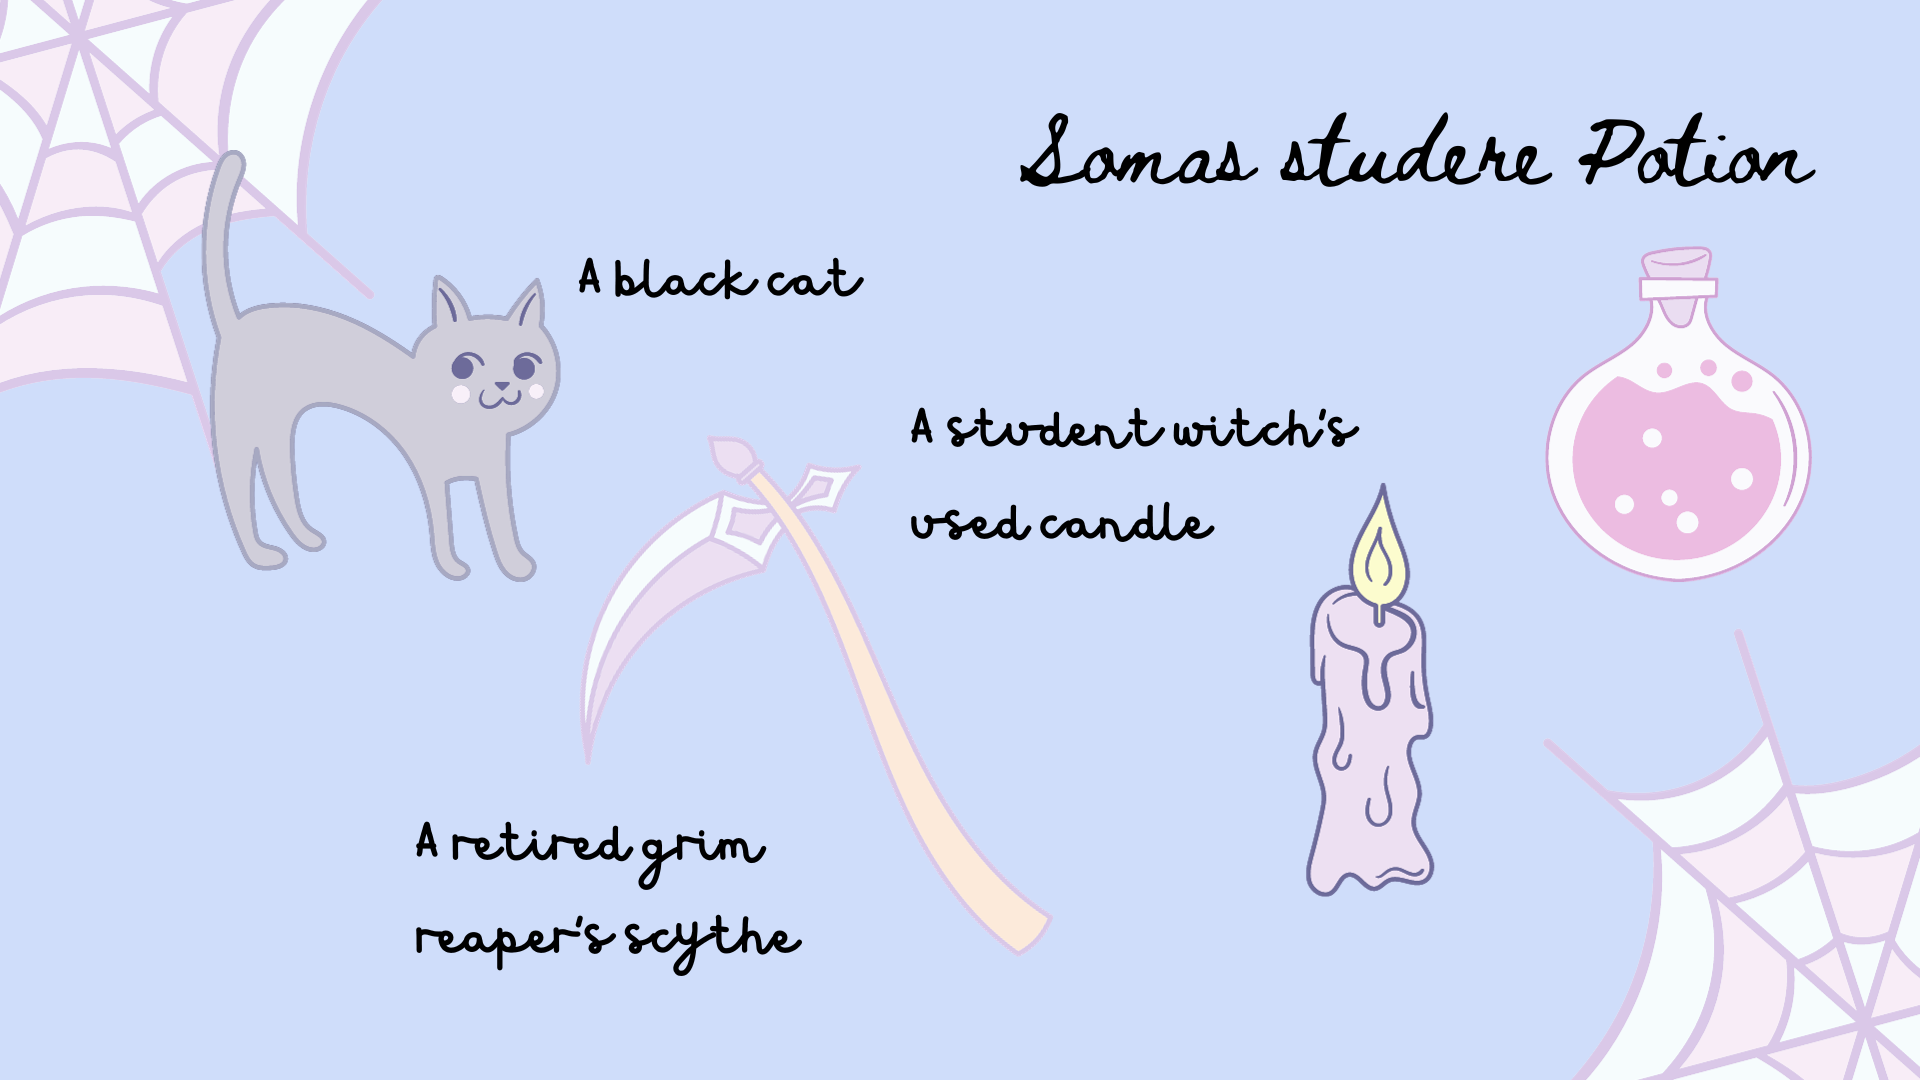 Somas studere Potion
A black cat
A student witch's
used candle
A retired grim
reaper's scythe